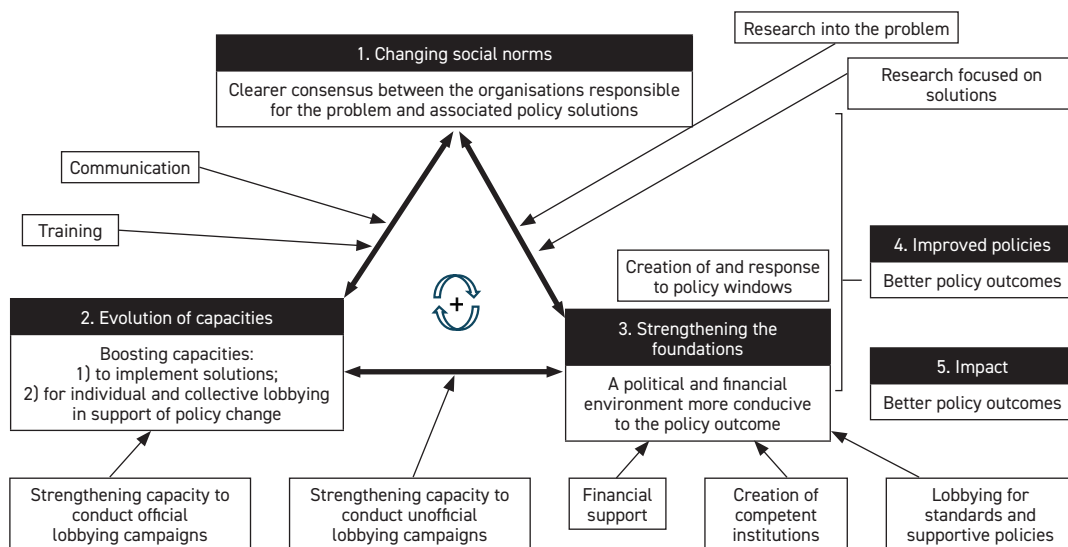 Research into the problem
1. Changing social norms
Clearer consensus between the organisations responsible
for the problem and associated policy solutions
Research focused on
solutions
Communication
Training
Creation of and response
to policy windows
4. Improved policies
Better policy outcomes
+
2. Evolution of capacities
Boosting capacities:
1) to implement solutions;
2) for individual and collective lobbying
in support of policy change
3. Strengthening the
foundations
A political and financial
environment more conducive
to the policy outcome
5. Impact
Better policy outcomes
Strengthening capacity to
conduct official
lobbying campaigns
Strengthening capacity to
conduct unofficial
lobbying campaigns
Financial
support
Creation of
competent
institutions
Lobbying for
standards and
supportive policies